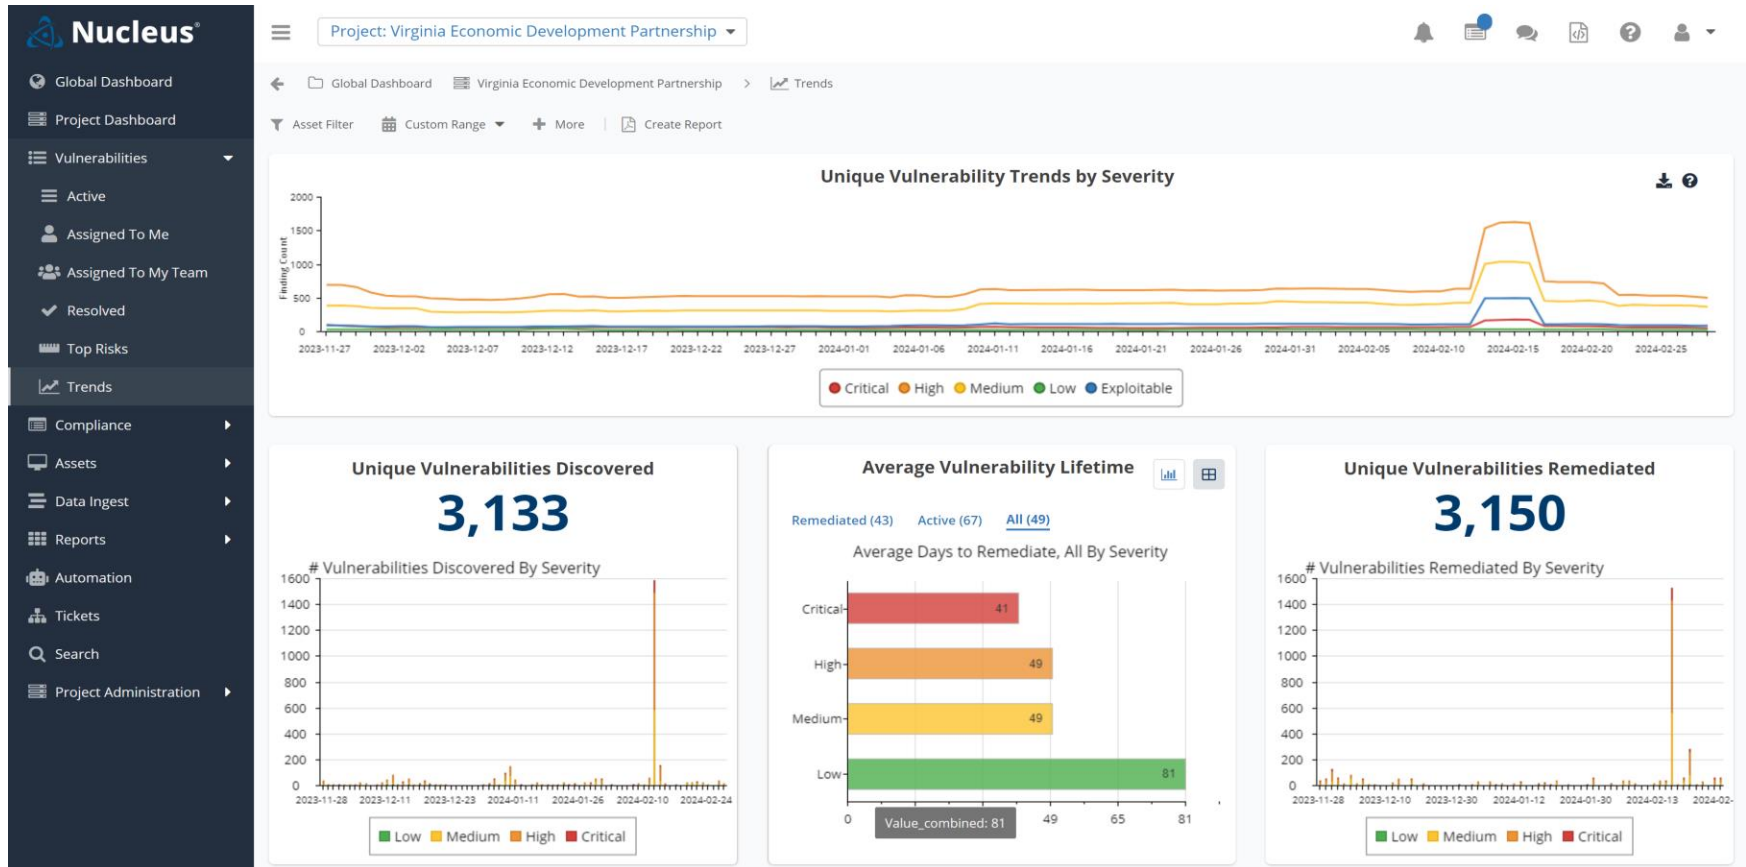 Nucleus®
Project: Virginia Economic Development Partnership
Global Dashboard
Project Dashboard
Vulnerabilities
Active
Assigned To Me
Assigned To My Team
Resolved
Top Risks
Trends
Compliance
Assets
Data Ingest
Reports
Automation
Tickets
Search
Project Administration
Global Dashboard Virginia Economic Development Partnership > Trends
Asset Filter Custom Range More Create Report
Unique Vulnerability Trends by Severity
Finding Count
2000
1500
1000
500
0
2023-11-27 2023-12-02 2023-12-07 2023-12-12 2023-12-17 2023-12-22 2023-12-27 2024-01-01 2024-01-06 2024-01-11 2024-01-16 2024-01-21 2024-01-26 2024-01-31 2024-02-05 2024-02-10 2024-02-15 2024-02-20 2024-02-25
Critical High Medium Low Exploitable
Unique Vulnerabilities Discovered
3,133
# Vulnerabilities Discovered By Severity
1600
1400
1200
1000
800
600
400
200
0
2023-11-28 2023-12-11 2023-12-23 2024-01-11 2024-01-26 2024-02-10 2024-02-24
Low Medium High Critical
Average Vulnerability Lifetime
Remediated (43) Active (67) All (49)
Average Days to Remediate, All By Severity
Critical 41
High 49
Medium 49
Low 81
0 49 65 81
Value_combined: 81
Unique Vulnerabilities Remediated
3,150
# Vulnerabilities Remediated By Severity
1600
1400
1200
1000
800
600
400
200
0
2023-11-28 2023-12-10 2023-12-30 2024-01-12 2024-01-30 2024-02-13 2024-02-
Low Medium High Critical